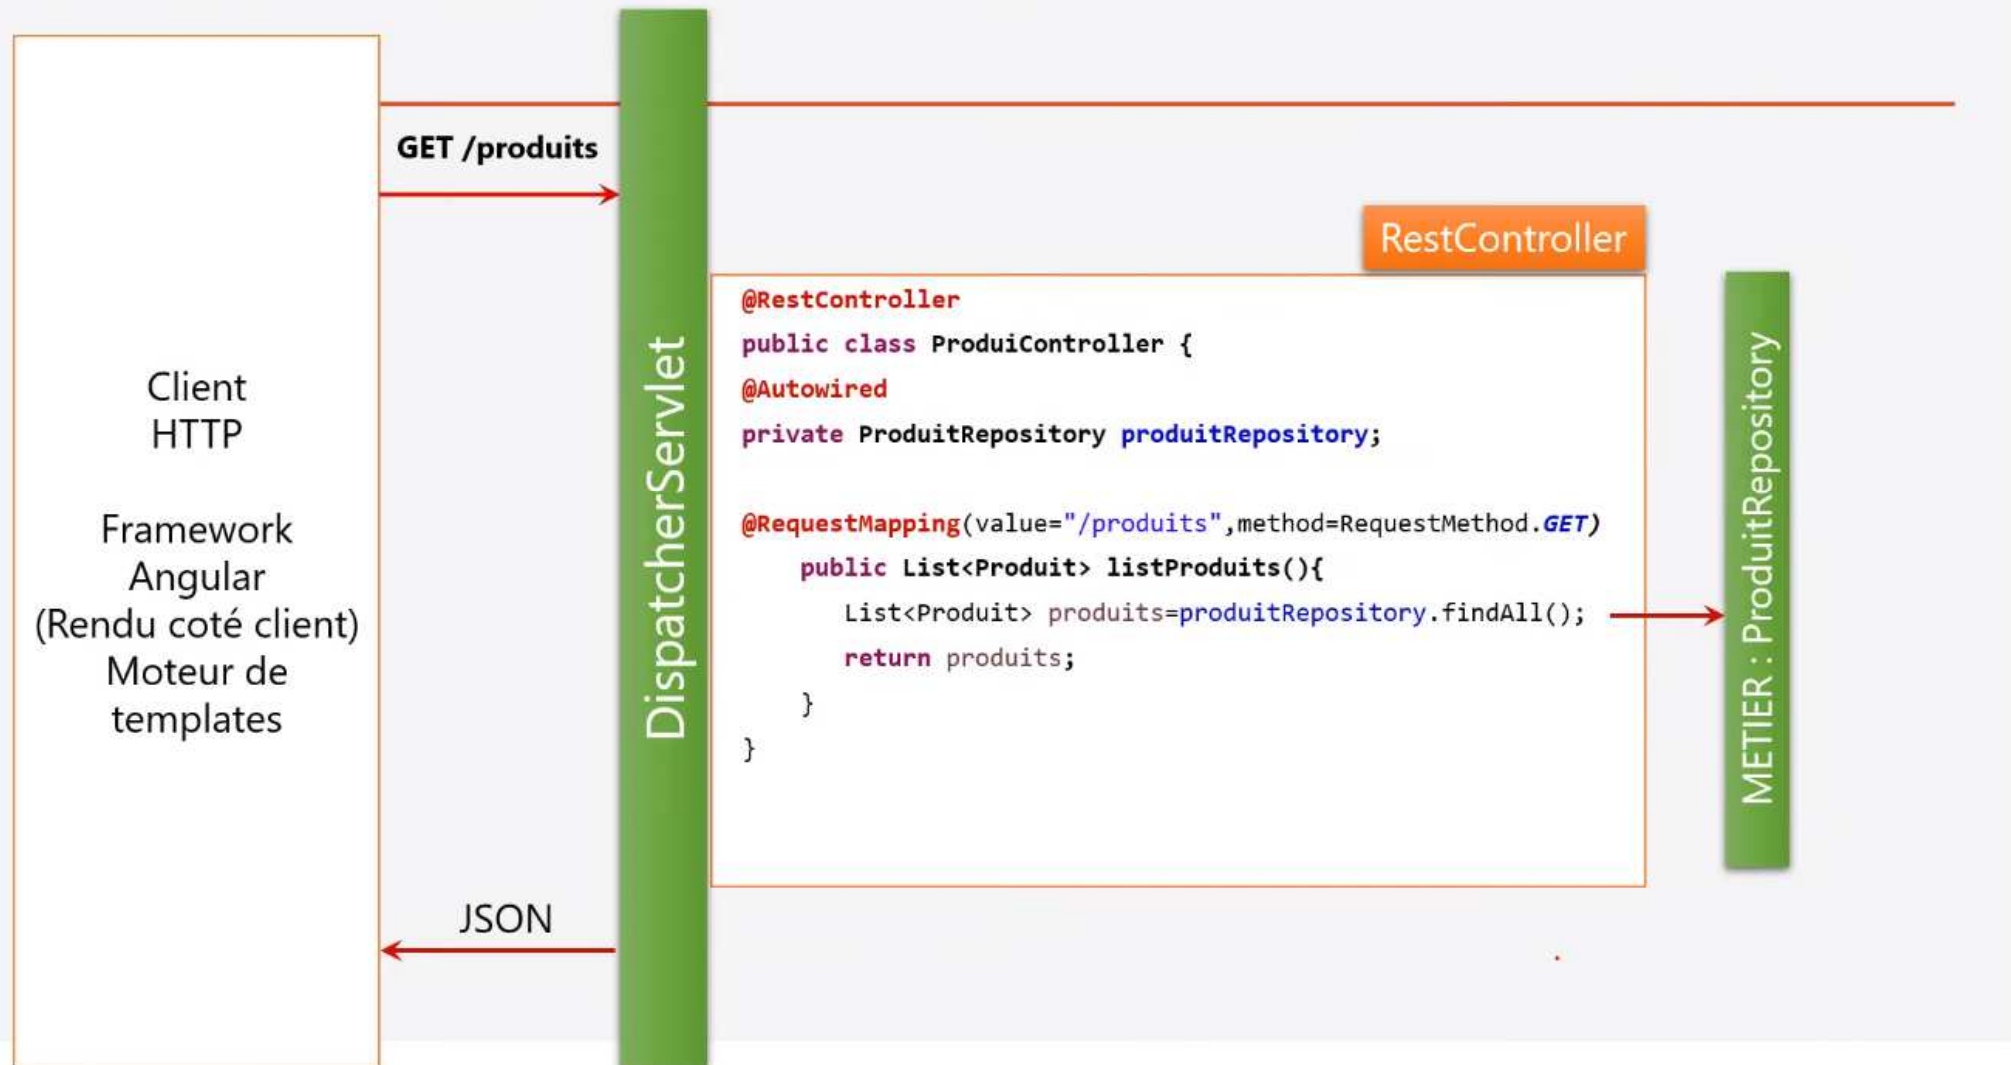 Client
HTTP
Framework
Angular
(Rendu coté client)
Moteur de
templates
GET /produits
JSON
DispatcherServlet
RestController
@RestController
public class ProduiController {
@Autowired
private ProduitRepository produitRepository;
@RequestMapping(value="/produits",method=RequestMethod.GET)
public List<Produit> listProduits(){
List<Produit> produits=produitRepository.findAll();
return produits;
}
}
METIER : ProduitRepository